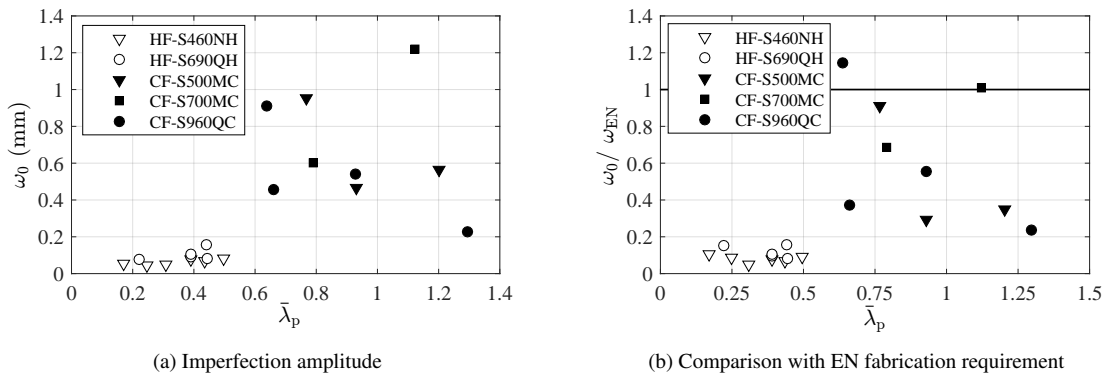 1.4
1.2
1
0.8
0.6
0.4
0.2
0
ω₀ (mm)
HF-S460NH
HF-S690QH
CF-S500MC
CF-S700MC
CF-S960QC
0 0.2 0.4 0.6 0.8 1 1.2 1.4
λ̄ₚ
(a) Imperfection amplitude
1.4
1.2
1
0.8
0.6
0.4
0.2
0
ω₀/ ω_EN
HF-S460NH
HF-S690QH
CF-S500MC
CF-S700MC
CF-S960QC
0 0.25 0.5 0.75 1 1.25 1.5
λ̄ₚ
(b) Comparison with EN fabrication requirement